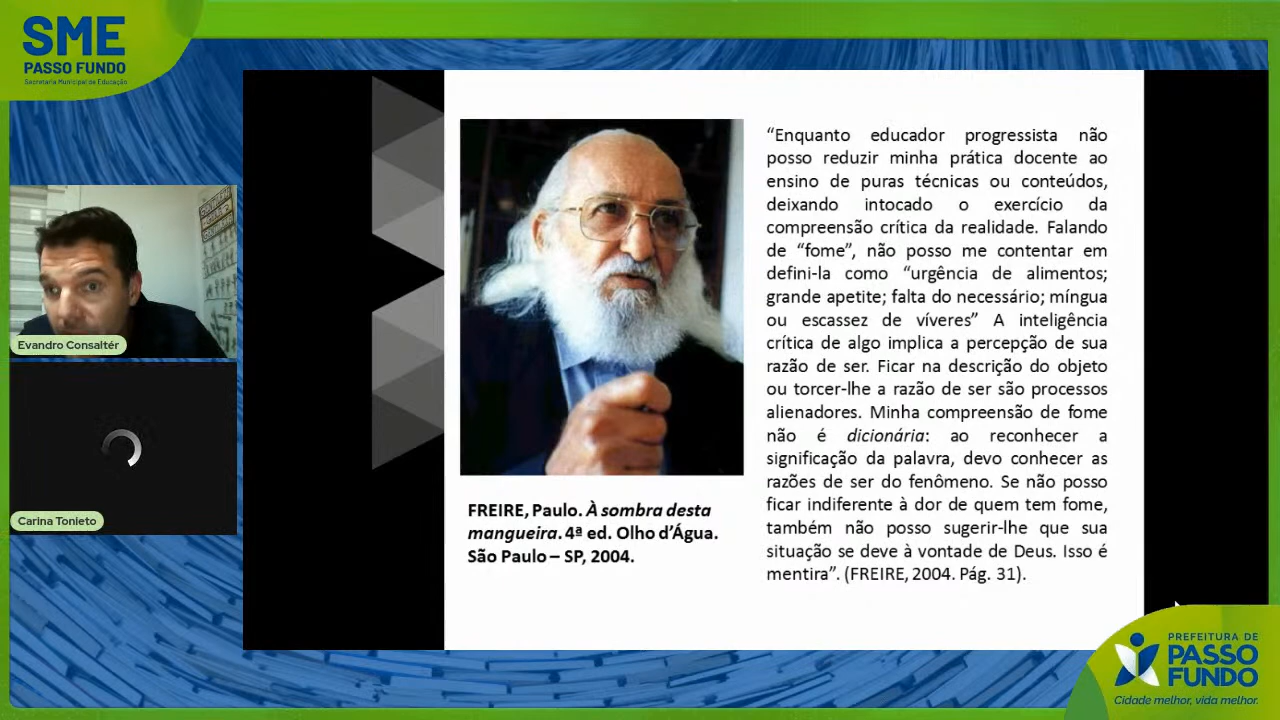 SME
PASSO FUNDO
Secretaria Municipal de Educação
Evandro Consaltér
Carina Tonieto
FREIRE, Paulo. À sombra desta
mangueira. 4ª ed. Olho d’Água.
São Paulo – SP, 2004.
“Enquanto educador progressista não
posso reduzir minha prática docente ao
ensino de puras técnicas ou conteúdos,
deixando intocado o exercício da
compreensão crítica da realidade. Falando
de “fome”, não posso me contentar em
defini-la como “urgência de alimentos;
grande apetite; falta do necessário; míngua
ou escassez de víveres” A inteligência
crítica de algo implica a percepção de sua
razão de ser. Ficar na descrição do objeto
ou torcer-lhe a razão de ser são processos
alienadores. Minha compreensão de fome
não é dicionária: ao reconhecer a
significação da palavra, devo conhecer as
razões de ser do fenômeno. Se não posso
ficar indiferente à dor de quem tem fome,
também não posso sugerir-lhe que sua
situação se deve à vontade de Deus. Isso é
mentira”. (FREIRE, 2004. Pág. 31).
PREFEITURA DE
PASSO
FUNDO
Cidade melhor, vida melhor.